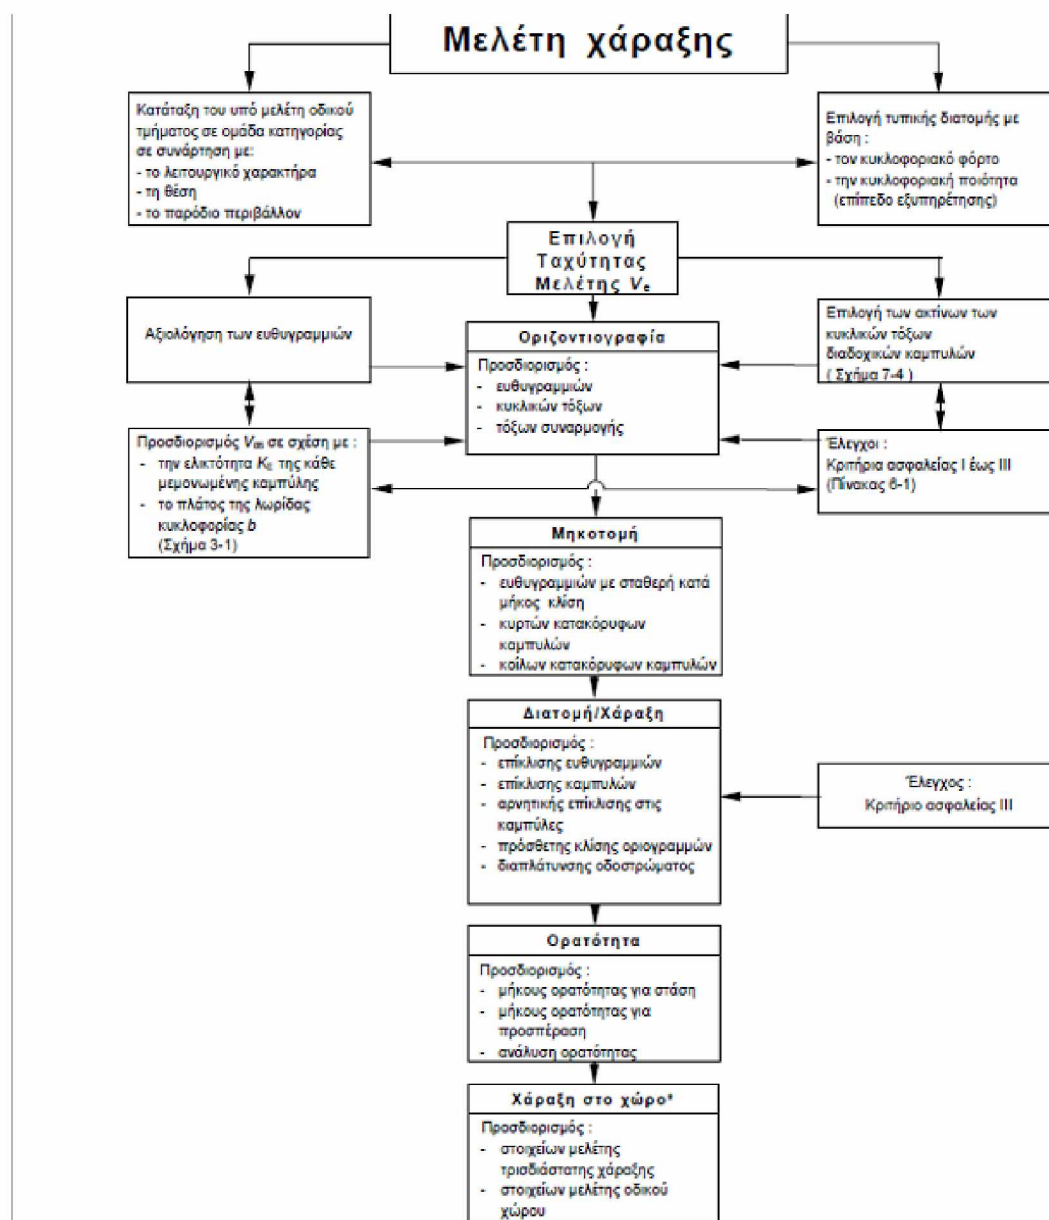 Μελέτη χάραξης
Κατάταξη του υπό μελέτη οδικού
τμήματος σε ομάδα κατηγορίας
σε συνάρτηση με:
- το λειτουργικό χαρακτήρα
- τη θέση
- το παρόδιο περιβάλλον
Επιλογή τυπικής διατομής με
βάση :
- τον κυκλοφοριακό φόρτο
- την κυκλοφοριακή ποιότητα
(επίπεδο εξυπηρέτησης)
Επιλογή
Ταχύτητας
Μελέτης Ve
Αξιολόγηση των ευθυγραμμιών
Οριζοντιογραφία
Προσδιορισμός :
- ευθυγραμμιών
- κυκλικών τόξων
- τόξων συναρμογής
Επιλογή των ακτίνων των
κυκλικών τόξων
διαδοχικών καμπυλών
( Σχήμα 7-4 )
Προσδιορισμός V85 σε σχέση με :
- την ελικτότητα KE της κάθε
μεμονωμένης καμπύλης
- το πλάτος της λωρίδας
κυκλοφορίας b
(Σχήμα 3-1)
Έλεγχοι :
Κριτήρια ασφαλείας I έως III
(Πίνακας 6-1)
Μηκοτομή
Προσδιορισμός :
- ευθυγραμμιών με σταθερή κατά
μήκος κλίση
- κυρτών κατακόρυφων
καμπυλών
- κοίλων κατακόρυφων καμπυλών
Διατομή/Χάραξη
Προσδιορισμός :
- επίκλισης ευθυγραμμιών
- επίκλισης καμπυλών
- αρνητικής επίκλισης στις
καμπύλες
- πρόσθετης κλίσης οριογραμμών
- διαπλάτυνσης οδοστρώματος
Έλεγχος :
Κριτήριο ασφαλείας III
Ορατότητα
Προσδιορισμός :
- μήκους ορατότητας για στάση
- μήκους ορατότητας για
προσπέραση
- ανάλυση ορατότητας
Χάραξη στο χώρο*
Προσδιορισμός :
- στοιχείων μελέτης
τρισδιάστατης χάραξης
- στοιχείων μελέτης οδικού
χώρου